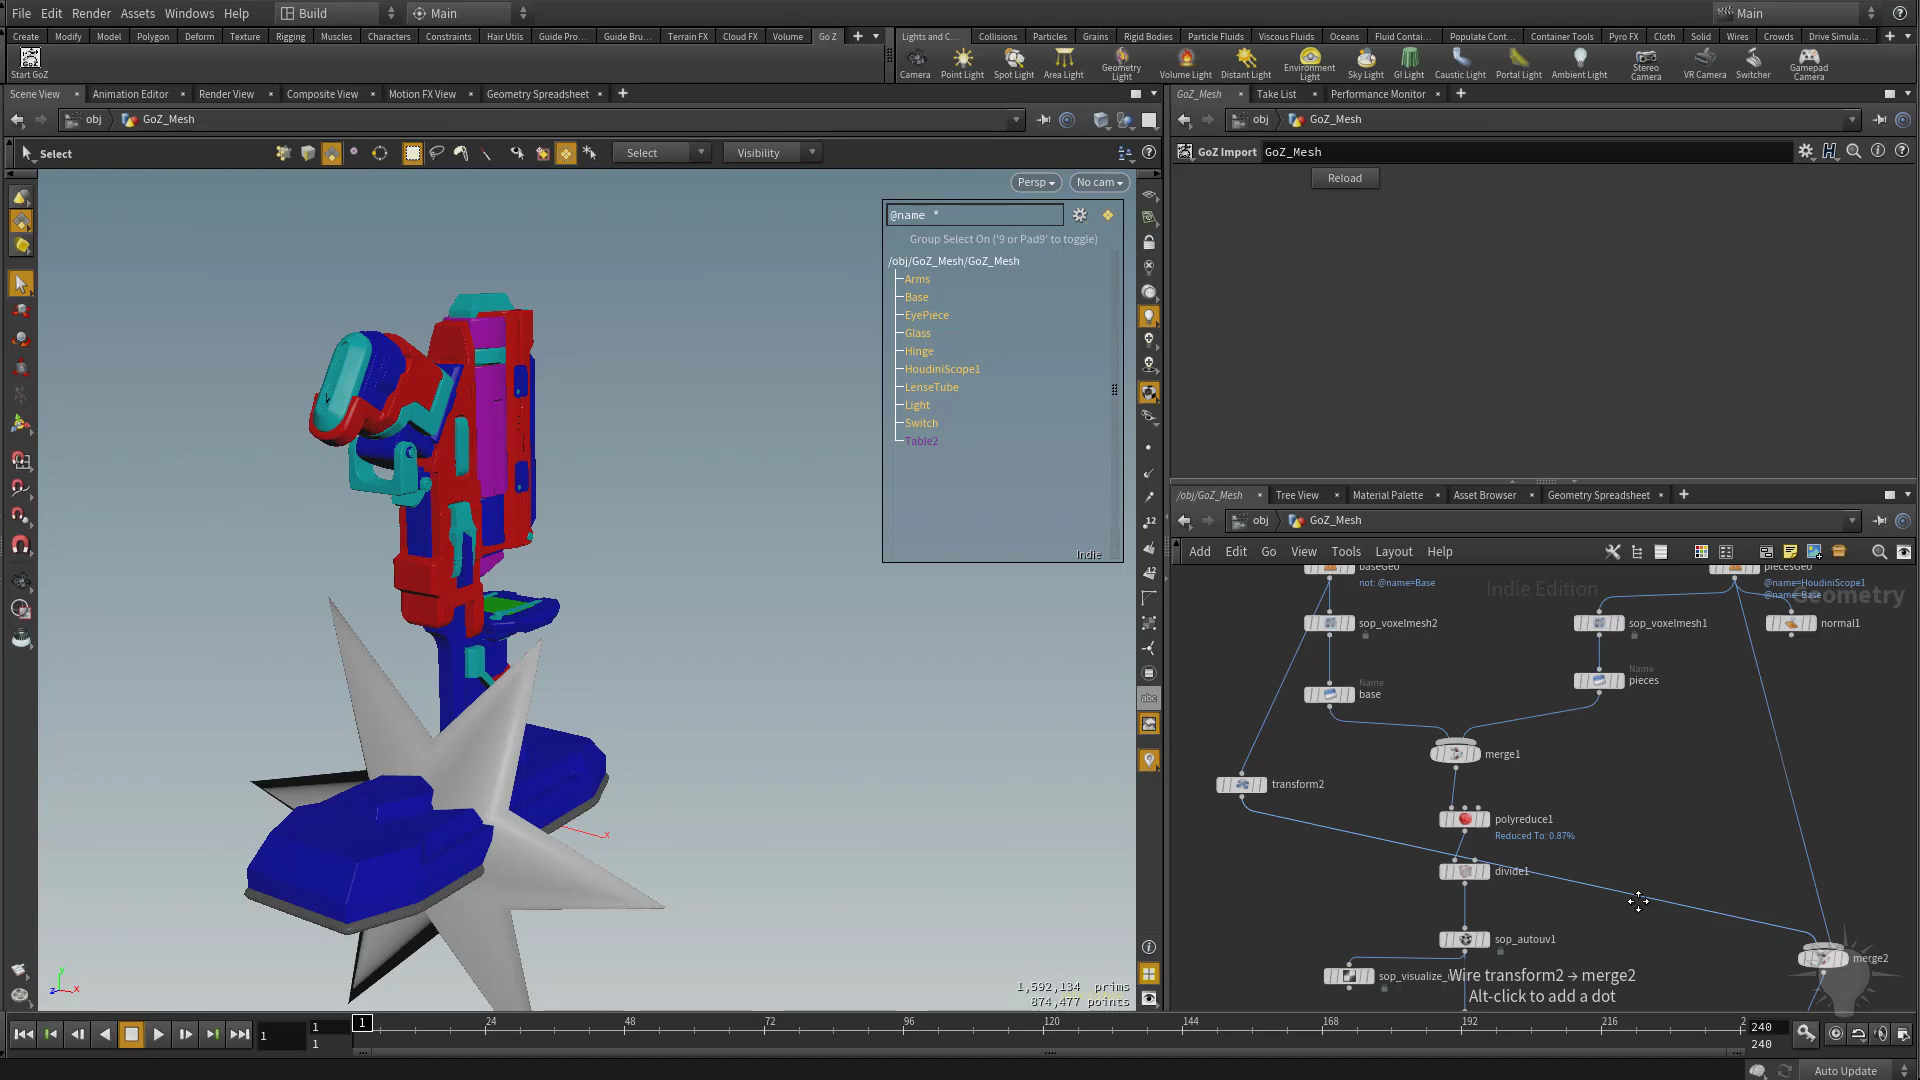 File Edit Render Assets Windows Help Build Main Main
Create Modify Model Polygon Deform Texture Rigging Muscles Characters Constraints Hair Utils Guide Pro... Guide Bru... Terrain FX Cloud FX Volume Go Z
Lights and C... Collisions Particles Grains Rigid Bodies Particle Fluids Viscous Fluids Oceans Fluid Contai... Populate Cont... Container Tools Pyro FX Cloth Solid Wires Crowds Drive Simula...
Start GoZ
Camera Point Light Spot Light Area Light Geometry Light Volume Light Distant Light Environment Light Sky Light GI Light Caustic Light Portal Light Ambient Light Stereo Camera VR Camera Switcher Gamepad Camera
Scene View Animation Editor Render View Composite View Motion FX View Geometry Spreadsheet
GoZ_Mesh Take List Performance Monitor
obj GoZ_Mesh
obj GoZ_Mesh
Select Select Visibility
GoZ Import GoZ_Mesh
Reload
Persp No cam
@name *
Group Select On ('9 or Pad9' to toggle)
/obj/GoZ_Mesh/GoZ_Mesh
Arms
Base
EyePiece
Glass
Hinge
HoudiniScope1
LenseTube
Light
Switch
Table2
Indie
/obj/GoZ_Mesh Tree View Material Palette Asset Browser Geometry Spreadsheet
obj GoZ_Mesh
Add Edit Go View Tools Layout Help
baseGeo
not: @name=Base
piecesGeo
@name=HoudiniScope1
@name=Base
Indie Edition
Geometry
sop_voxelmesh2
sop_voxelmesh1
normal1
Name
pieces
Name
base
merge1
transform2
polyreduce1
Reduced To: 0.87%
divide1
sop_autouv1
merge2
sop_visualize_
Wire transform2 → merge2
Alt-click to add a dot
abc
12
12
x
y
z x
1,592,134 prims
874,477 points
1 1 1 1 24 48 72 96 120 144 168 192 216 2 240
240
Auto Update